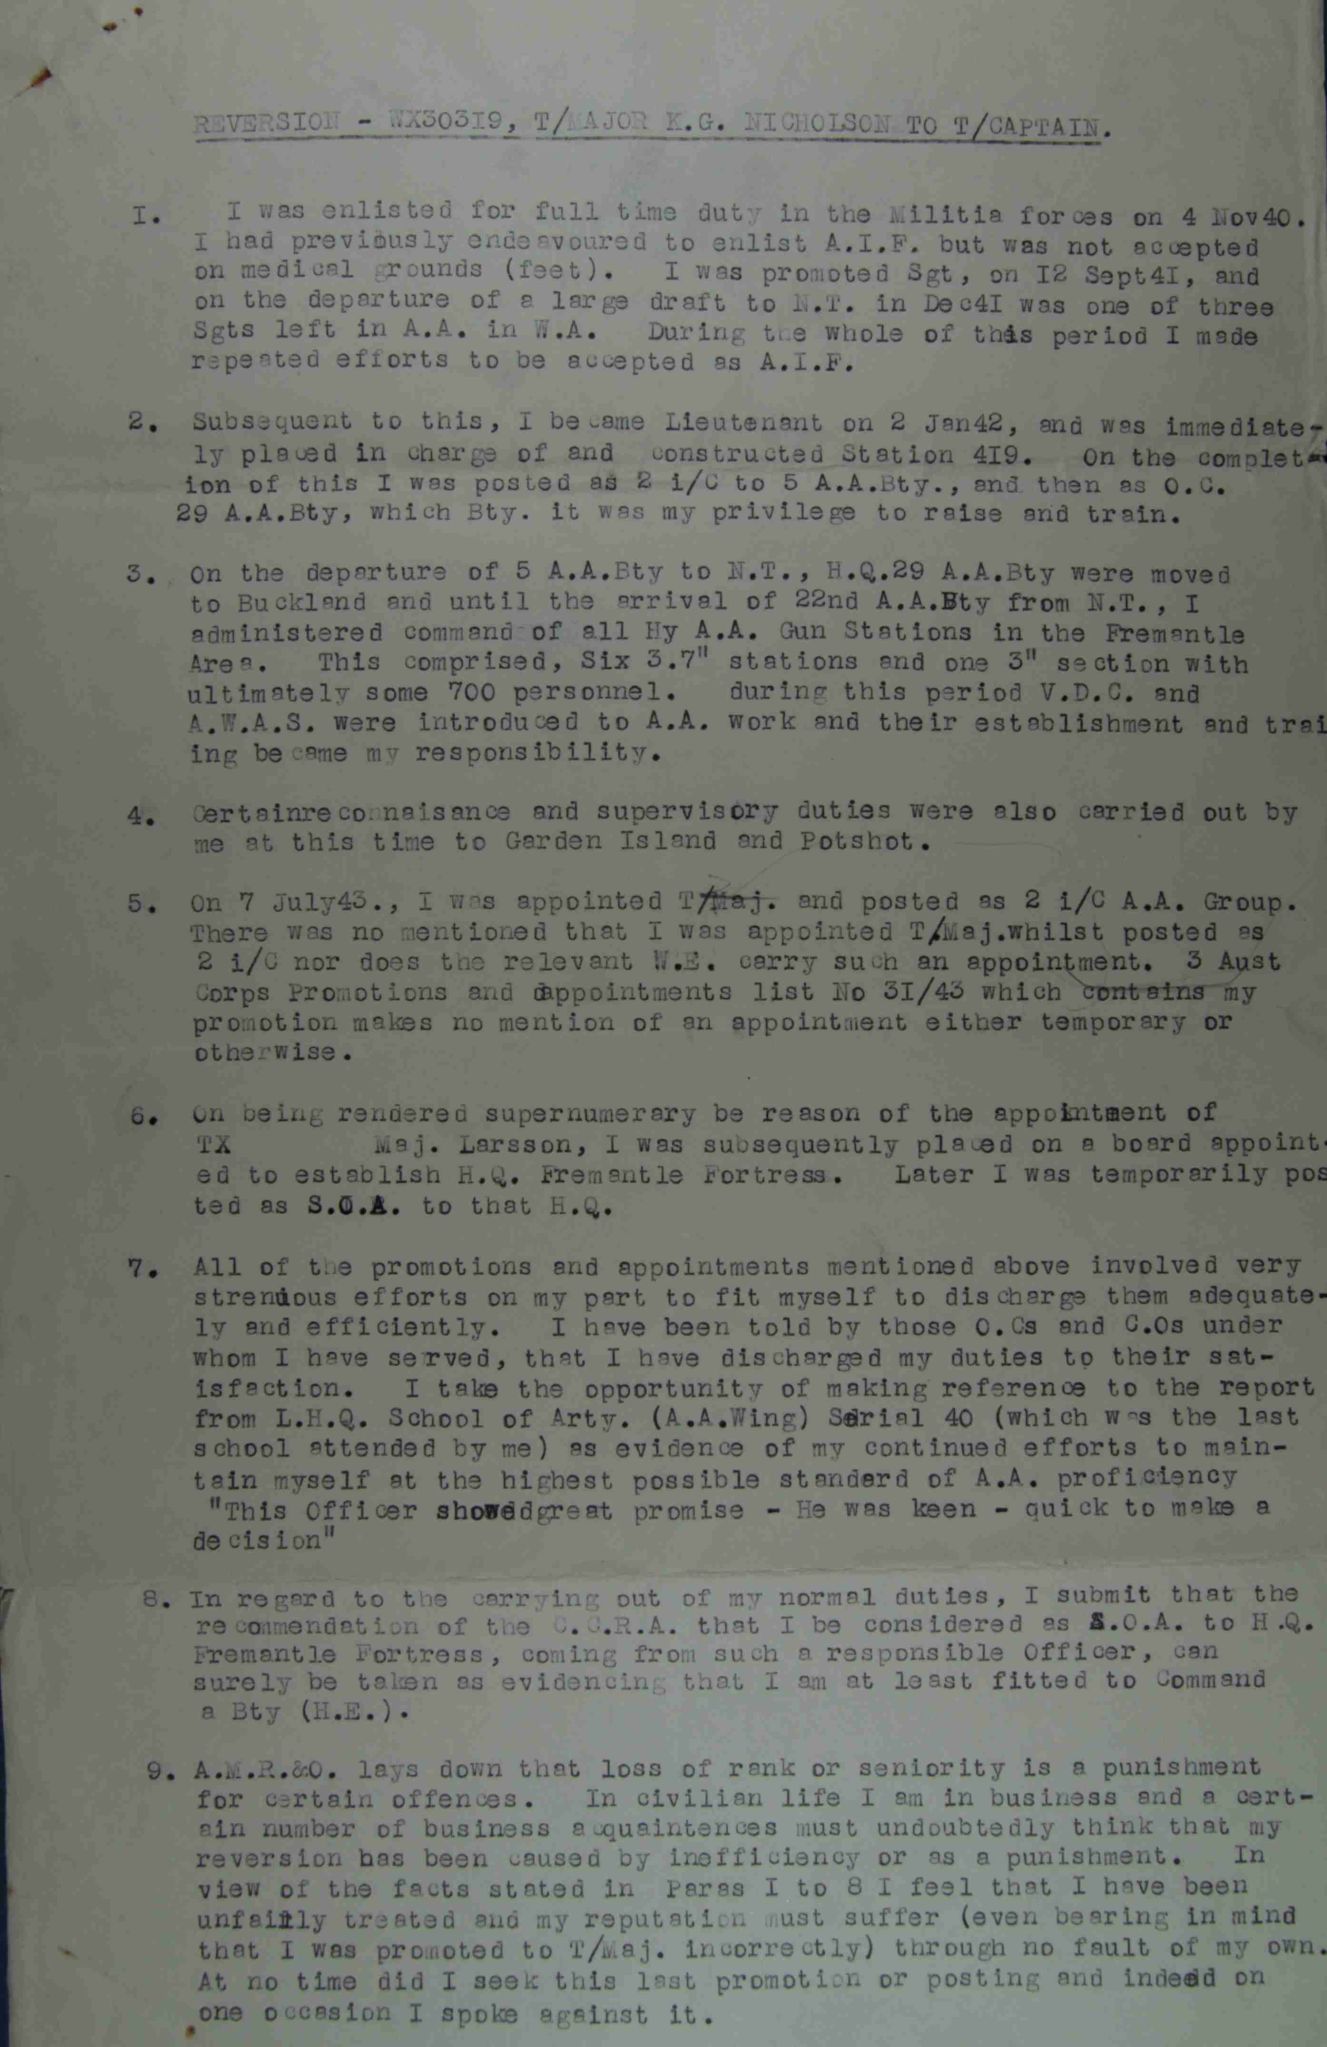 REVERSION - WX30319, T/MAJOR K.G. NICHOLSON TO T/CAPTAIN.
I. I was enlisted for full time duty in the Militia forces on 4 Nov40.
I had previously endeavoured to enlist A.I.F. but was not accepted
on medical grounds (feet). I was promoted Sgt, on I2 Sept4I, and
on the departure of a large draft to N.T. in Dec4I was one of three
Sgts left in A.A. in W.A. During the whole of this period I made
repeated efforts to be accepted as A.I.F.
2. Subsequent to this, I became Lieutenant on 2 Jan42, and was immediate-
ly placed in charge of and constructed Station 4I9. On the complet-
ion of this I was posted as 2 i/C to 5 A.A.Bty., and then as O.C.
29 A.A.Bty, which Bty. it was my privilege to raise and train.
3. On the departure of 5 A.A.Bty to N.T., H.Q.29 A.A.Bty were moved
to Buckland and until the arrival of 22nd A.A.Bty from N.T., I
administered command of all Hy A.A. Gun Stations in the Fremantle
Area. This comprised, Six 3.7" stations and one 3" section with
ultimately some 700 personnel. during this period V.D.C. and
A.W.A.S. were introduced to A.A. work and their establishment and trai
ing became my responsibility.
4. Certainreconnaisance and supervisory duties were also carried out by
me at this time to Garden Island and Potshot.
5. On 7 July43., I was appointed T/Maj. and posted as 2 i/C A.A. Group.
There was no mentioned that I was appointed T/Maj.whilst posted as
2 i/C nor does the relevant W.E. carry such an appointment. 3 Aust
Corps Promotions and appointments list No 3I/43 which contains my
promotion makes no mention of an appointment either temporary or
otherwise.
6. On being rendered supernumerary be reason of the appointment of
TX Maj. Larsson, I was subsequently placed on a board appoint-
ed to establish H.Q. Fremantle Fortress. Later I was temporarily pos
ted as S.O.A. to that H.Q.
7. All of the promotions and appointments mentioned above involved very
strenuous efforts on my part to fit myself to discharge them adequate-
ly and efficiently. I have been told by those O.Cs and C.Os under
whom I have served, that I have discharged my duties to their sat-
isfaction. I take the opportunity of making reference to the report
from L.H.Q. School of Arty. (A.A.Wing) Serial 40 (which was the last
school attended by me) as evidence of my continued efforts to main-
tain myself at the highest possible standard of A.A. proficiency
"This Officer showedgreat promise - He was keen - quick to make a
decision"
8. In regard to the carrying out of my normal duties, I submit that the
recommendation of the C.C.R.A. that I be considered as S.O.A. to H.Q.
Fremantle Fortress, coming from such a responsible Officer, can
surely be taken as evidencing that I am at least fitted to Command
a Bty (H.E.).
9. A.M.R.&O. lays down that loss of rank or seniority is a punishment
for certain offences. In civilian life I am in business and a cert-
ain number of business acquaintences must undoubtedly think that my
reversion has been caused by inefficiency or as a punishment. In
view of the facts stated in Paras I to 8 I feel that I have been
unfairly treated and my reputation must suffer (even bearing in mind
that I was promoted to T/Maj. incorrectly) through no fault of my own.
At no time did I seek this last promotion or posting and indeed on
one occasion I spoke against it.